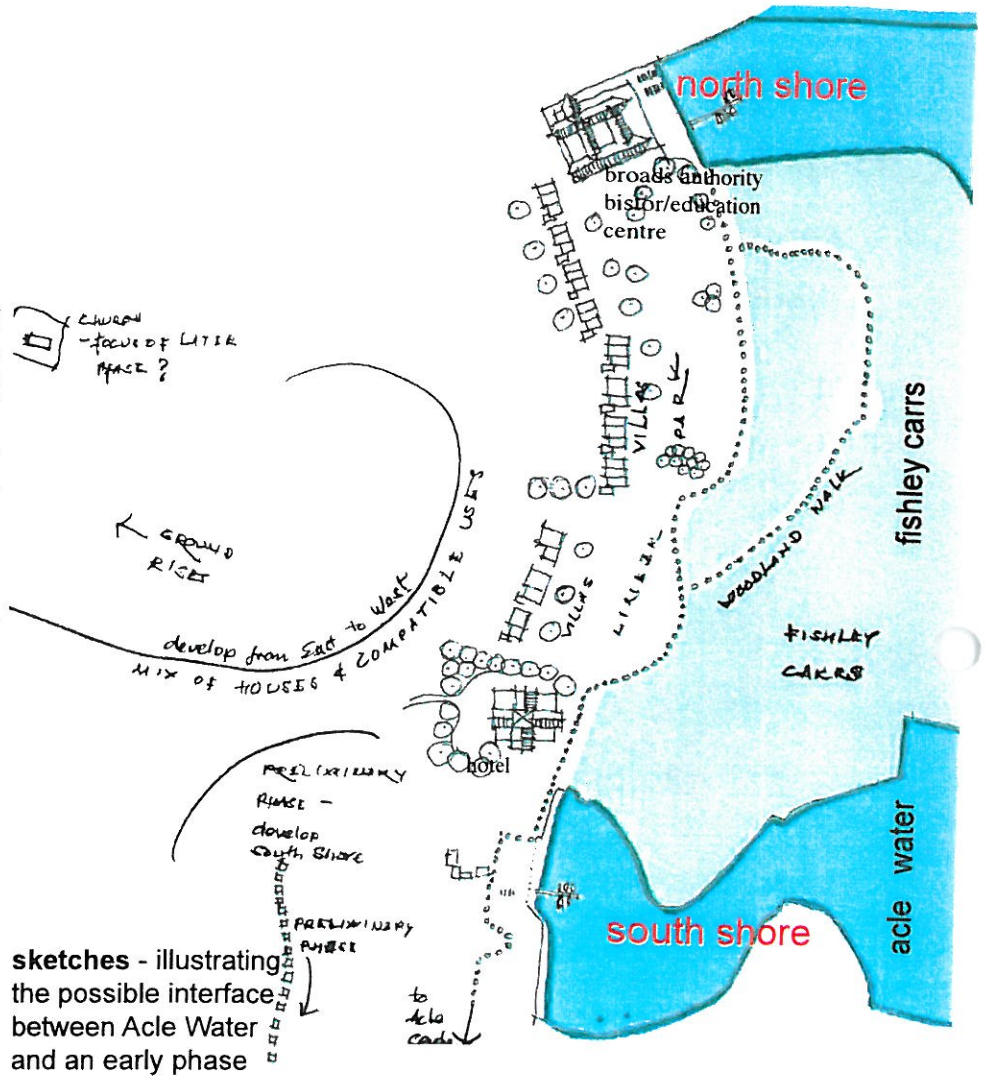 north shore
broads authority
bisfor/education
centre
CHURCH
- FOCUS OF LATER
PHASE ?
VILLAS
PARK
fishley carrs
GROUND
RISES
WOODLAND WALK
develop from East to West
MIX OF HOUSES & COMPATIBLE USES
VILLAS
LINEAR
FISHLEY
CARRS
hotel
PRELIMINARY
PHASE -
develop
South Shore
acle water
PRELIMINARY
PHASE
south shore
sketches - illustrating
the possible interface
between Acle Water
and an early phase
to
Acle